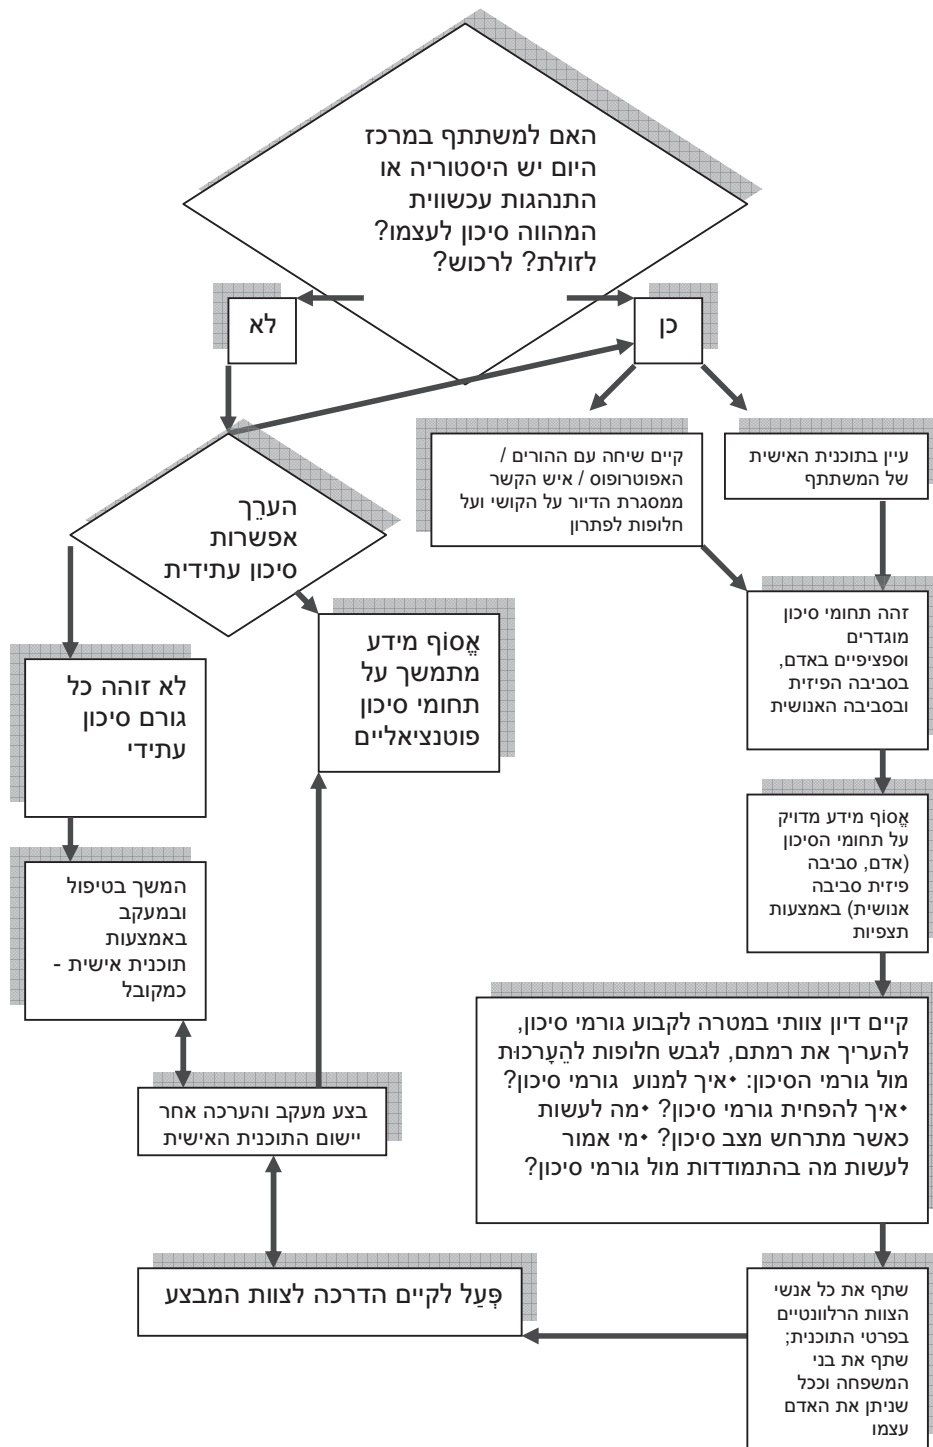 האם למשתתף במרכז
היום יש היסטוריה או
התנהגות עכשווית
המהווה סיכון לעצמו?
לזולת? לרכוש?
כן
לא
עיין בתוכנית האישית
של המשתתף
קיים שיחה עם ההורים /
האפוטרופוס / איש הקשר
ממסגרת הדיור על הקושי ועל
חלופות לפתרון
הערֵך
אפשרות
סיכון עתידית
זהה תחומי סיכון
מוגדרים
וספציפיים באדם,
בסביבה הפיזית
ובסביבה האנושית
אֱסוֹף מידע
מתמשך על
תחומי סיכון
פוטנציאליים
לא זוהה כל
גורם סיכון
עתידי
אֱסוֹף מידע מדויק
על תחומי הסיכון
(אדם, סביבה
פיזית סביבה
אנושית) באמצעות
תצפיות
המשך בטיפול
ובמעקב
באמצעות
תוכנית אישית -
כמקובל
קיים דיון צוותי במטרה לקבוע גורמי סיכון,
להעריך את רמתם, לגבש חלופות להֵעָרכוּת
מול גורמי הסיכון: •איך למנוע גורמי סיכון?
•איך להפחית גורמי סיכון? •מה לעשות
כאשר מתרחש מצב סיכון? •מי אמור
לעשות מה בהתמודדות מול גורמי סיכון?
בצע מעקב והערכה אחר
יישום התוכנית האישית
שתף את כל אנשי
הצוות הרלוונטיים
בפרטי התוכנית;
שתף את בני
המשפחה וככל
שניתן את האדם
עצמו
פְּעַל לקיים הדרכה לצוות המבצע